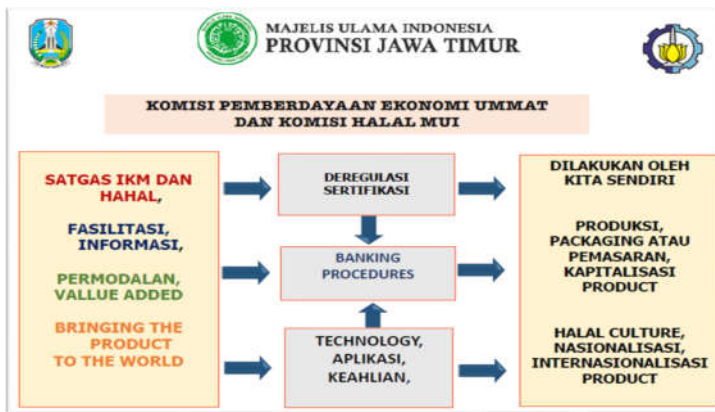 MAJELIS ULAMA INDONESIA
PROVINSI JAWA TIMUR
KOMISI PEMBERDAYAAN EKONOMI UMMAT
DAN KOMISI HALAL MUI
SATGAS IKM DAN
HAHAL,
FASILITASI,
INFORMASI,
PERMODALAN,
VALLUE ADDED
BRINGING THE
PRODUCT
TO THE WORLD
DEREGULASI
SERTIFIKASI
BANKING
PROCEDURES
TECHNOLOGY,
APLIKASI,
KEAHLIAN,
DILAKUKAN OLEH
KITA SENDIRI
PRODUKSI,
PACKAGING ATAU
PEMASARAN,
KAPITALISASI
PRODUCT
HALAL CULTURE,
NASIONALISASI,
INTERNASIONALISASI
PRODUCT